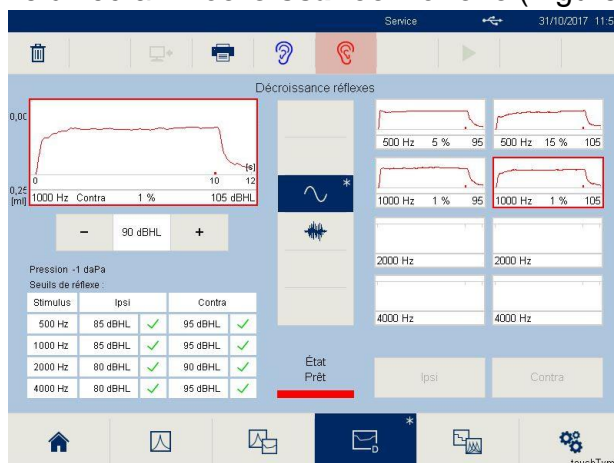 Service 31/10/2017 11:5
Décroissance réflexes
0,00
[s]
0 10 12
0,25
[ml]
1000 Hz Contra 1 % 105 dBHL
500 Hz 5 % 95
500 Hz 15 % 105
1000 Hz 1 % 95
1000 Hz 1 % 105
2000 Hz
2000 Hz
4000 Hz
4000 Hz
*
- 90 dBHL +
Pression -1 daPa
Seuils de réflexe :
Stimulus Ipsi Contra
500 Hz 85 dBHL 95 dBHL
1000 Hz 85 dBHL 95 dBHL
2000 Hz 80 dBHL 90 dBHL
4000 Hz 80 dBHL 95 dBHL
État
Prêt
Ipsi
Contra
D
*